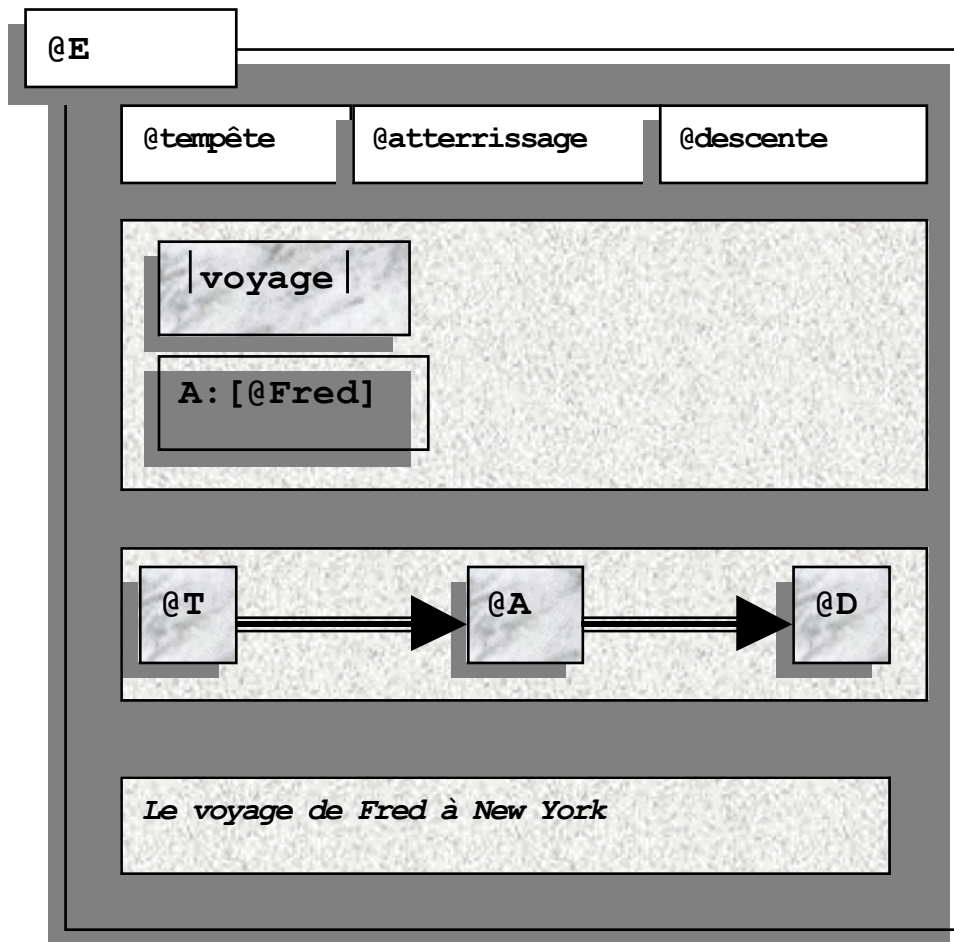 @E
@tempête @atterrissage @descente
|voyage|
A:[@Fred]
@T @A @D
Le voyage de Fred à New York